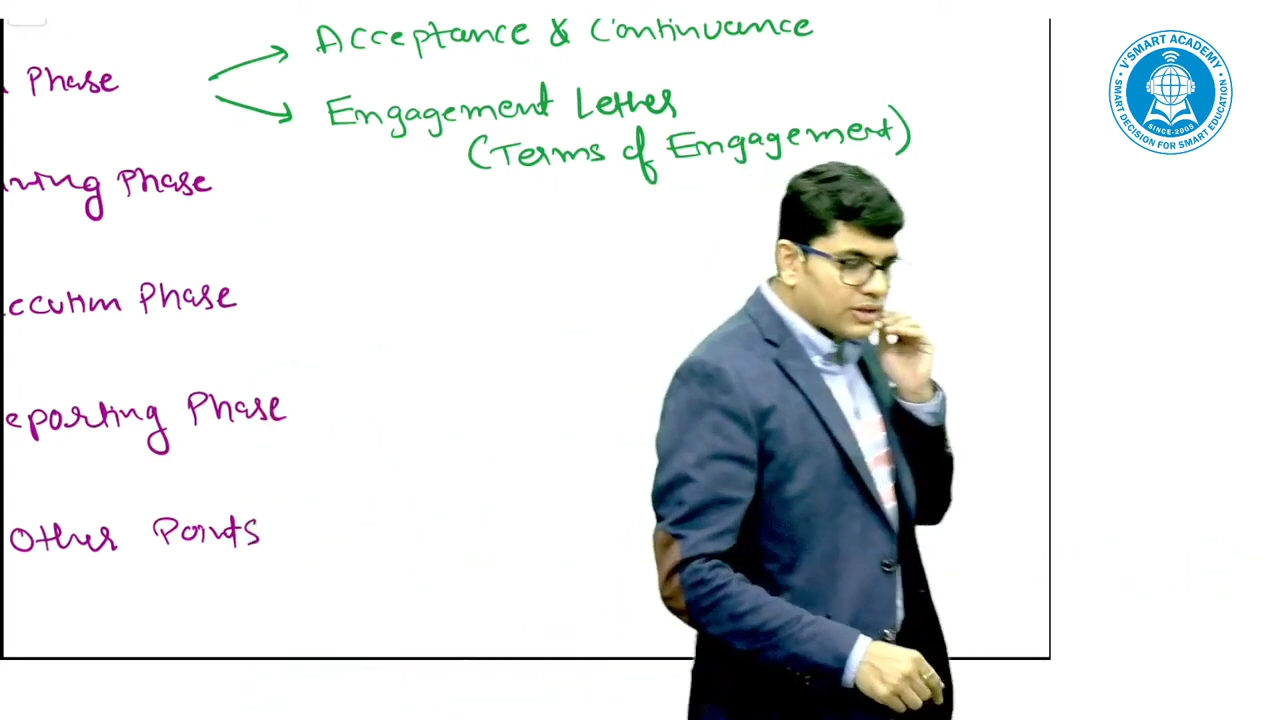 Acceptance & Continuance
Phase
Engagement Letter
(Terms of Engagement)
Phase
Phase
eporting Phase
Other Points
V'SMART ACADEMY
SINCE-2005
SMART DECISION FOR SMART EDUCATION